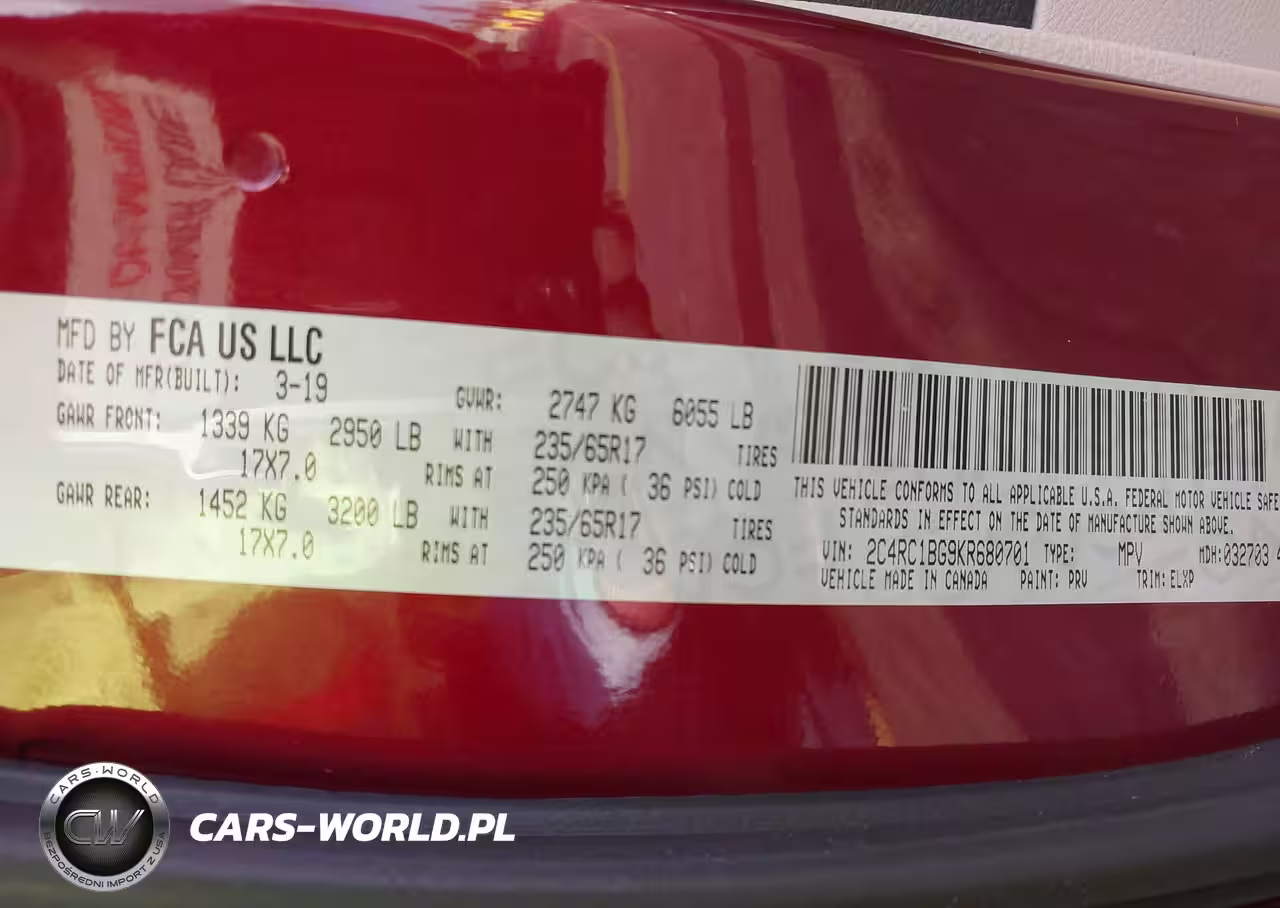 MFD BY FCA US LLC
DATE OF MFR(BUILT): 3-19
GVWR: 2747 KG 6055 LB
GAWR FRONT: 1339 KG 2950 LB WITH 235/65R17 TIRES
17X7.0 RIMS AT 250 KPA ( 36 PSI) COLD
GAWR REAR: 1452 KG 3200 LB WITH 235/65R17 TIRES
17X7.0 RIMS AT 250 KPA ( 36 PSI) COLD
THIS VEHICLE CONFORMS TO ALL APPLICABLE U.S.A. FEDERAL MOTOR VEHICLE SAFE
STANDARDS IN EFFECT ON THE DATE OF MANUFACTURE SHOWN ABOVE.
VIN: 2C4RC1BG9KR680701 TYPE: MPV MDH:032703 4
VEHICLE MADE IN CANADA PAINT: PRV TRIM: ELXP
CARS-WORLD
CW
BEZPOŚREDNI IMPORT Z USA
CARS-WORLD.PL